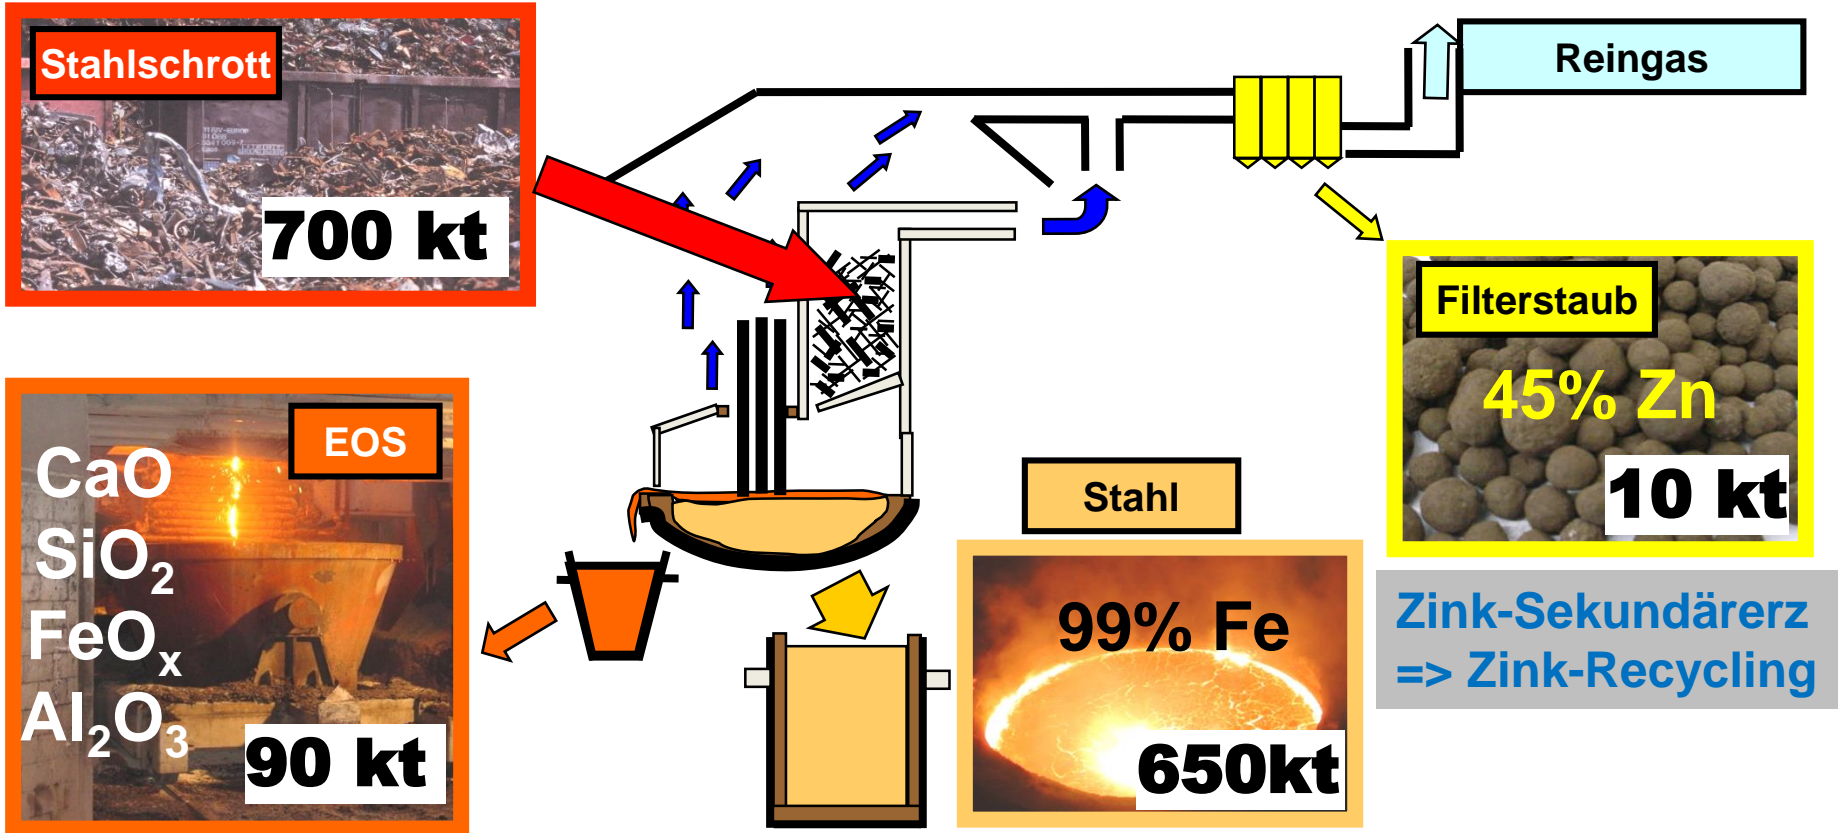 Stahlschrott
700 kt
Reingas
Filterstaub
45% Zn
10 kt
EOS
CaO
SiO₂
FeOₓ
Al₂O₃
90 kt
Stahl
99% Fe
650kt
Zink-Sekundärerz
=> Zink-Recycling